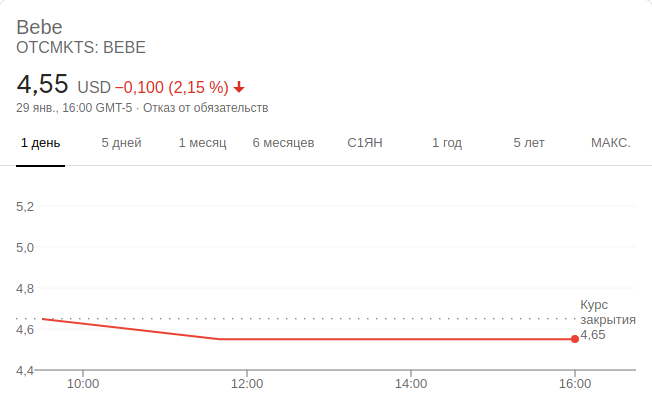 Bebe
OTCMKTS: BEBE
4,55 USD −0,100 (2,15 %)
29 янв., 16:00 GMT-5 · Отказ от обязательств
1 день 5 дней 1 месяц 6 месяцев С1ЯН 1 год 5 лет МАКС.
5,2
5,0
4,8
4,6
4,4
Курс
закрытия
4,65
10:00 12:00 14:00 16:00